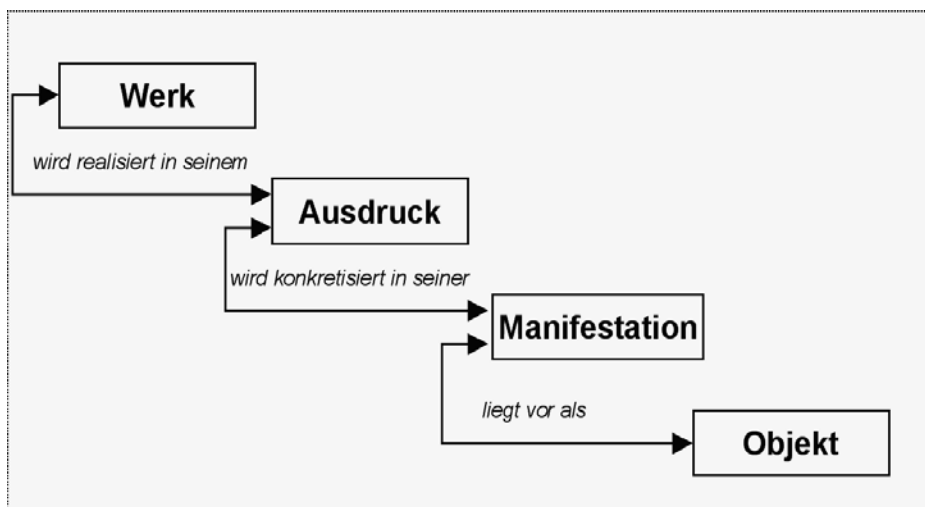 Werk
wird realisiert in seinem
Ausdruck
wird konkretisiert in seiner
Manifestation
liegt vor als
Objekt